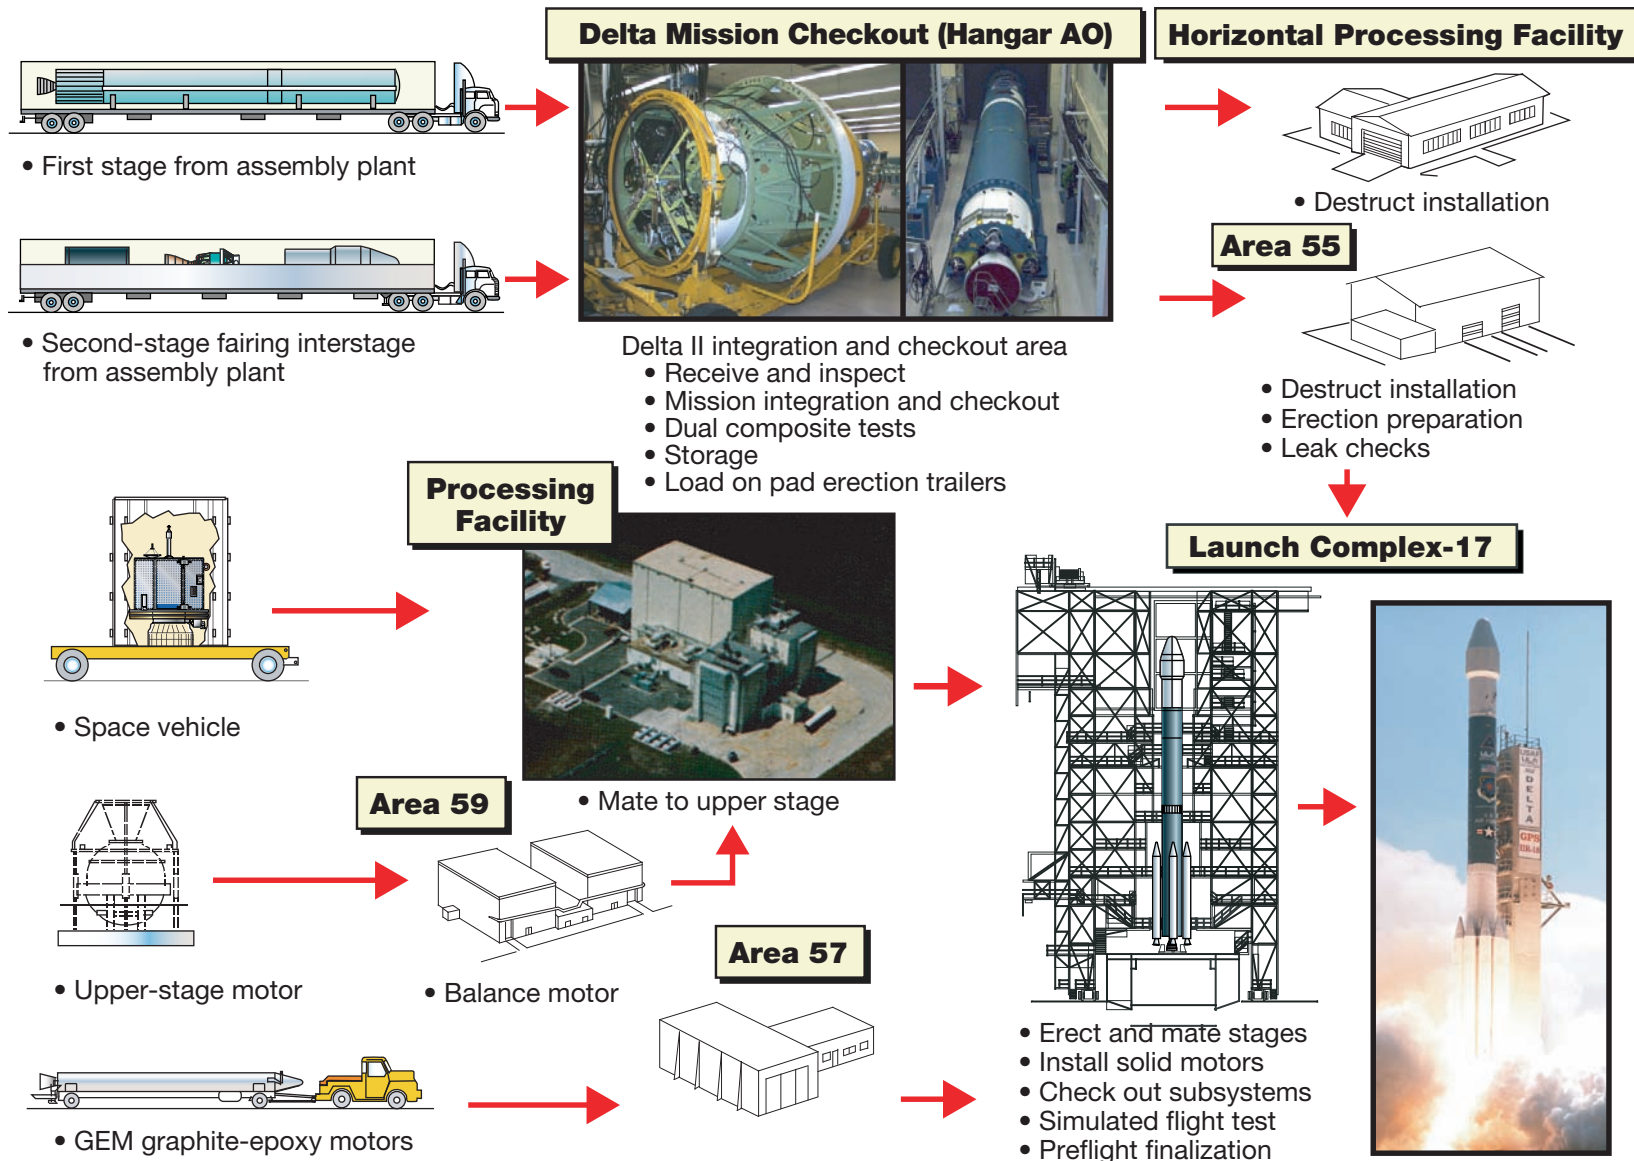 Delta Mission Checkout (Hangar AO)
Horizontal Processing Facility
• First stage from assembly plant
• Destruct installation
Area 55
• Second-stage fairing interstage
from assembly plant
Delta II integration and checkout area
• Receive and inspect
• Mission integration and checkout
• Dual composite tests
• Storage
• Load on pad erection trailers
• Destruct installation
• Erection preparation
• Leak checks
Processing
Facility
Launch Complex-17
• Space vehicle
• Mate to upper stage
Area 59
• Upper-stage motor
• Balance motor
Area 57
• GEM graphite-epoxy motors
• Erect and mate stages
• Install solid motors
• Check out subsystems
• Simulated flight test
• Preflight finalization
USAF
DELTA
GPS